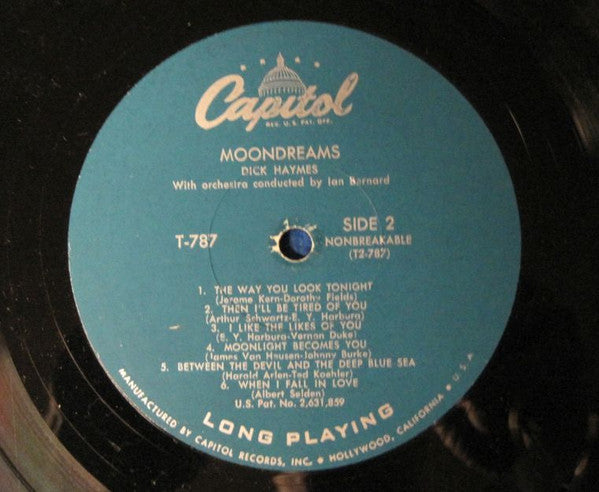 Capitol
REG. U.S. PAT. OFF.
MOONDREAMS
DICK HAYMES
With orchestra conducted by Ian Bernard
T-787
SIDE 2
NONBREAKABLE
(T2-787)
1. THE WAY YOU LOOK TONIGHT
(Jerome Kern-Dorothy Fields)
2. THEN I'LL BE TIRED OF YOU
(Arthur Schwartz-E. Y. Harburg)
3. I LIKE THE LIKES OF YOU
(E. Y. Harburg-Vernon Duke)
4. MOONLIGHT BECOMES YOU
(James Van Heusen-Johnny Burke)
5. BETWEEN THE DEVIL AND THE DEEP BLUE SEA
(Harold Arlen-Ted Koehler)
6. WHEN I FALL IN LOVE
(Albert Selden)
U.S. Pat. No. 2,631,859
LONG PLAYING
MANUFACTURED BY CAPITOL RECORDS, INC. • HOLLYWOOD, CALIFORNIA • U.S.A.